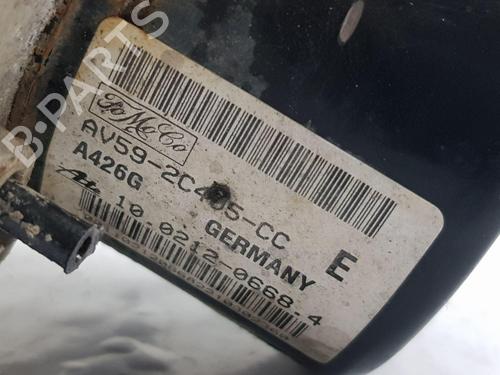 B-PARTS
FoMoCo
AV59-2C405-CC
A426G
E
GERMANY
10.0212-0668.4